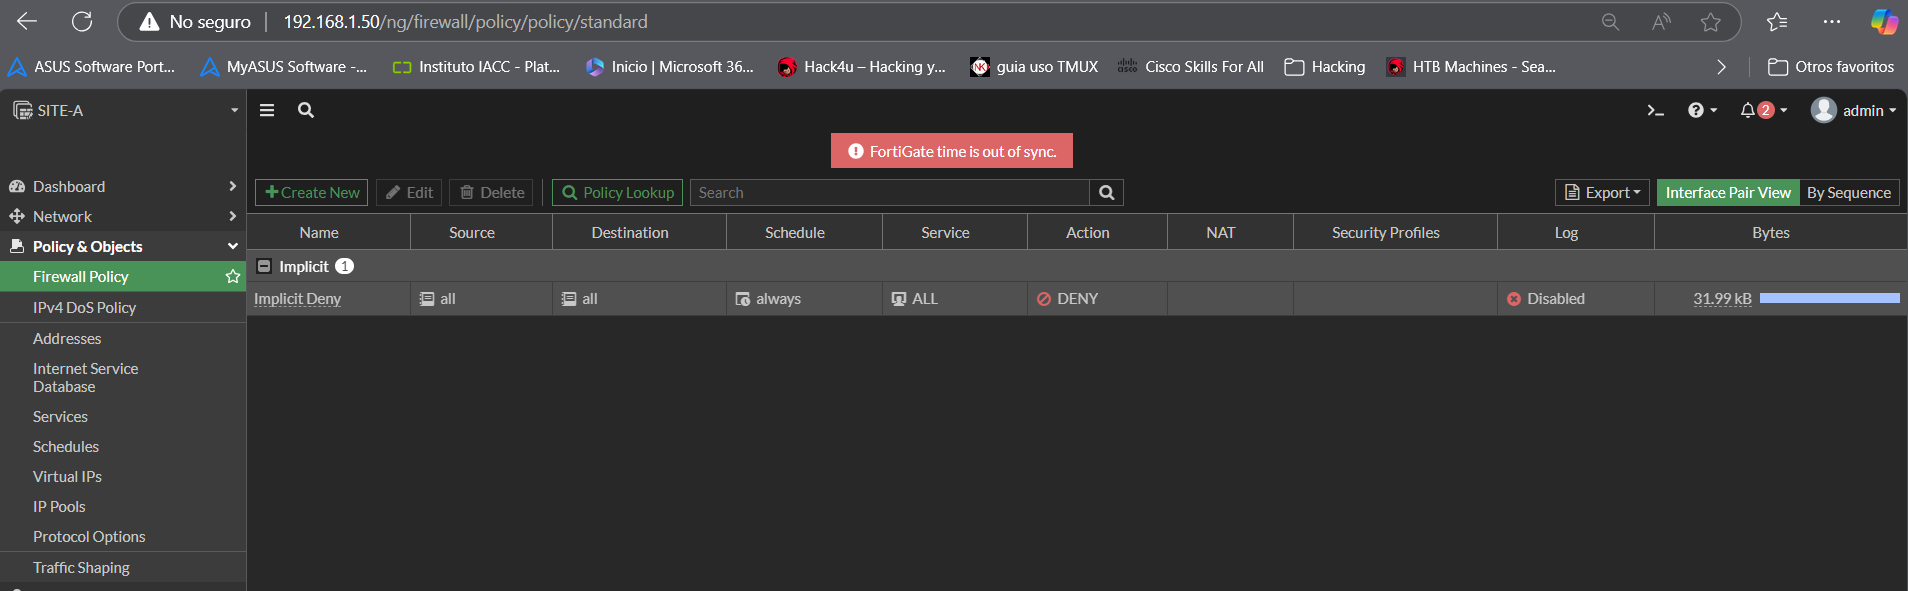 No seguro | 192.168.1.50/ng/firewall/policy/policy/standard
ASUS Software Port... MyASUS Software -... Instituto IACC - Plat... Inicio | Microsoft 36... Hack4u – Hacking y... guia uso TMUX Cisco Skills For All Hacking HTB Machines - Sea... Otros favoritos
SITE-A
2 admin
FortiGate time is out of sync.
Dashboard
Network
Policy & Objects
Firewall Policy
IPv4 DoS Policy
Addresses
Internet Service
Database
Services
Schedules
Virtual IPs
IP Pools
Protocol Options
Traffic Shaping
+Create New Edit Delete Policy Lookup Search Export Interface Pair View By Sequence
Name Source Destination Schedule Service Action NAT Security Profiles Log Bytes
Implicit 1
Implicit Deny all all always ALL DENY Disabled 31.99 kB